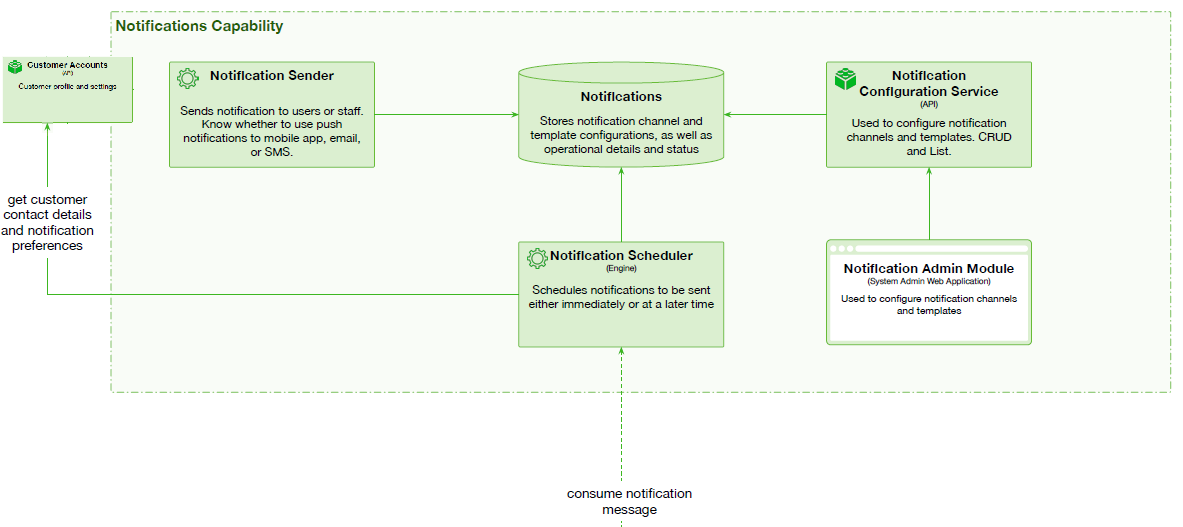 Notifications Capability
Customer Accounts
(API)
Customer profile and settings
Notification Sender
Sends notification to users or staff.
Know whether to use push
notifications to mobile app, email,
or SMS.
Notifications
Stores notification channel and
template configurations, as well as
operational details and status
Notification
Configuration Service
(API)
Used to configure notification
channels and templates. CRUD
and List.
get customer
contact details
and notification
preferences
Notification Scheduler
(Engine)
Schedules notifications to be sent
either immediately or at a later time
Notification Admin Module
(System Admin Web Application)
Used to configure notification channels
and templates
consume notification
message